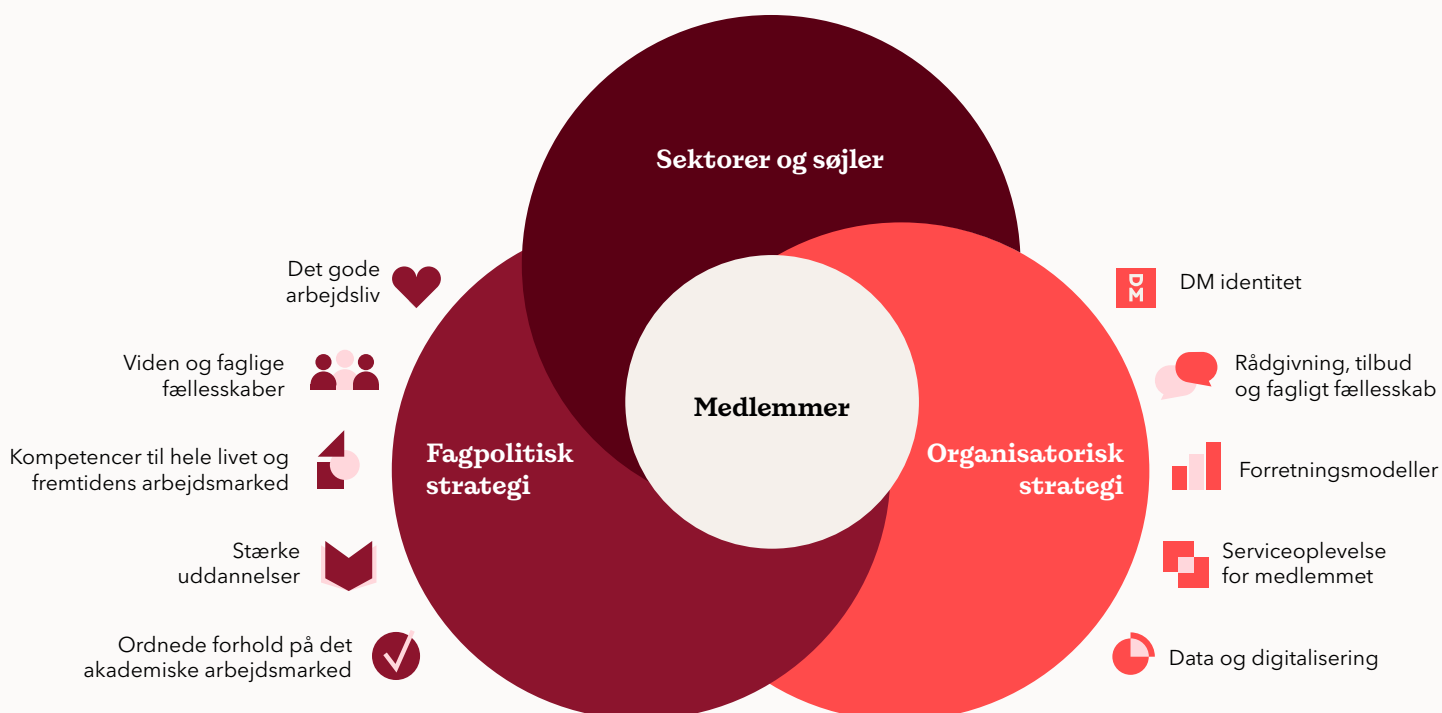 Sektorer og søjler
Det gode
arbejdsliv
Viden og faglige
fællesskaber
Kompetencer til hele livet og
fremtidens arbejdsmarked
Stærke
uddannelser
Ordnede forhold på det
akademiske arbejdsmarked
Fagpolitisk
strategi
Medlemmer
Organisatorisk
strategi
DM
DM identitet
Rådgivning, tilbud
og fagligt fællesskab
Forretningsmodeller
Serviceoplevelse
for medlemmet
Data og digitalisering